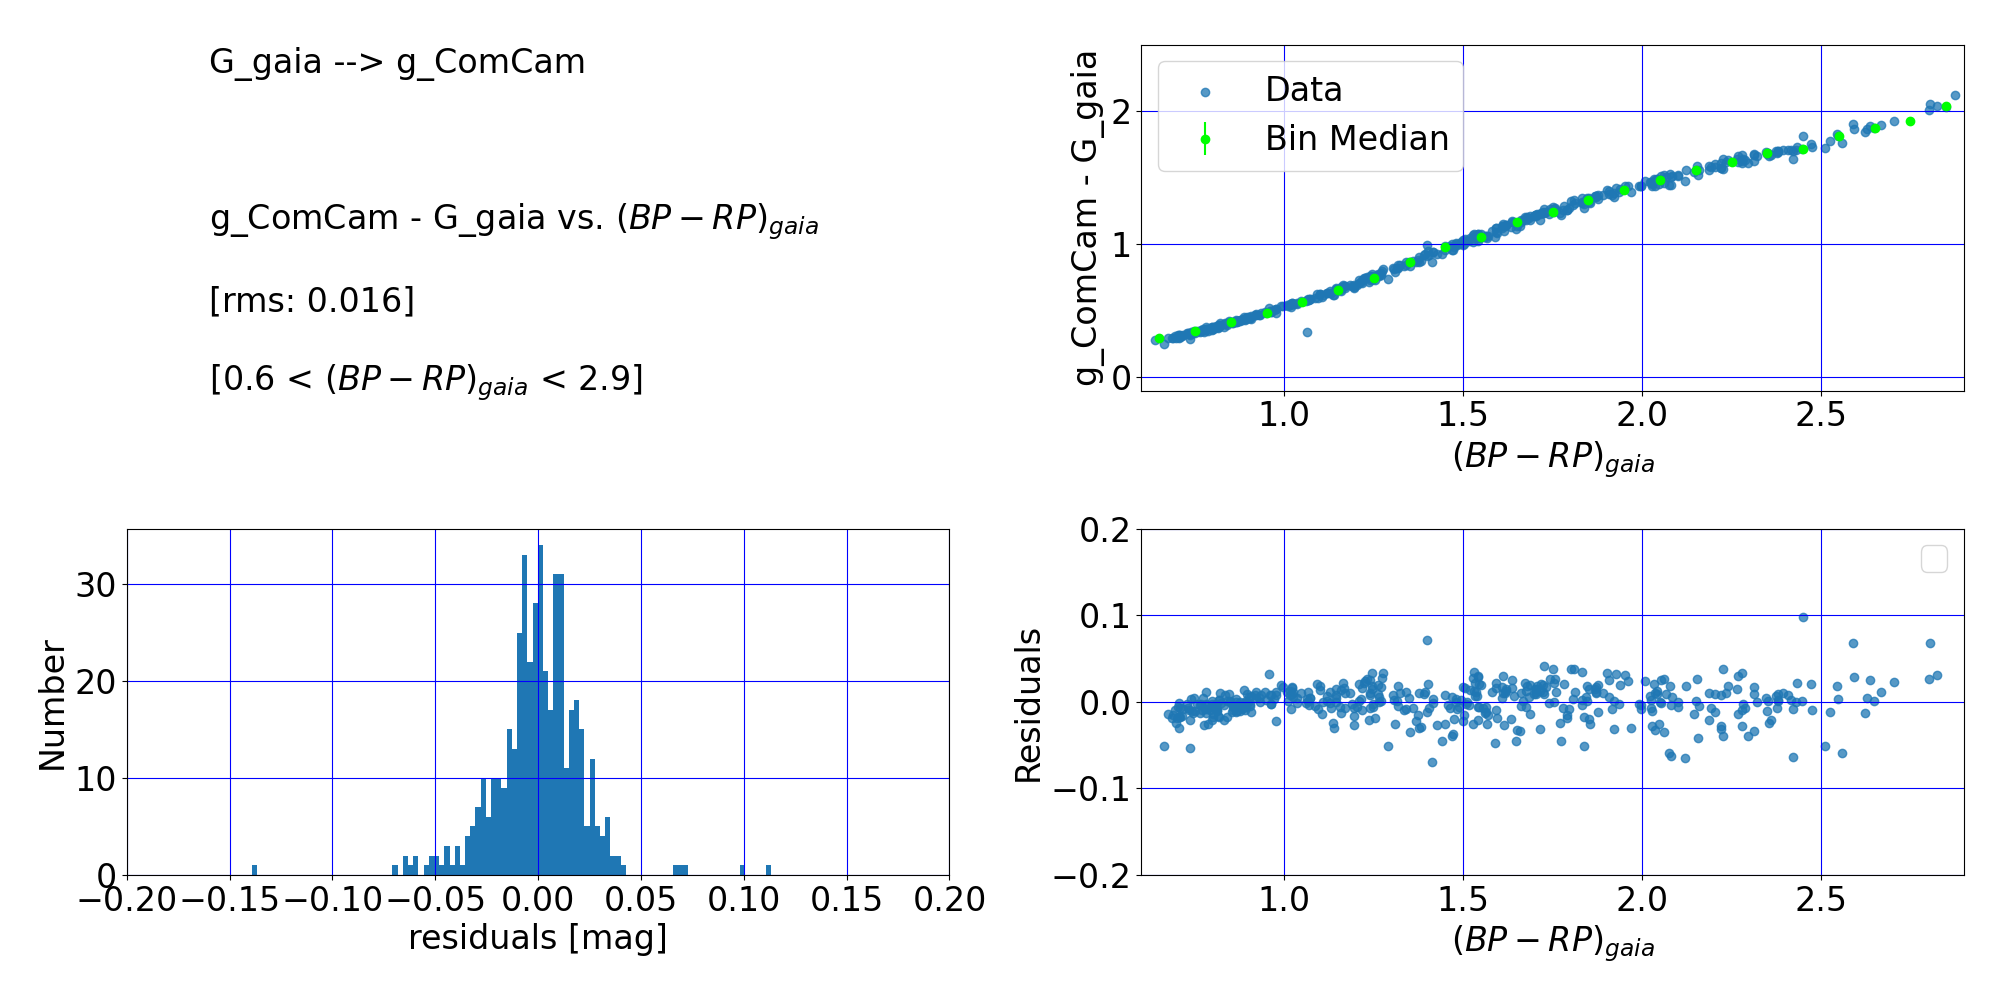 G_gaia --> g_ComCam
g_ComCam - G_gaia vs. (BP − RP)gaia
[rms: 0.016]
[0.6 < (BP − RP)gaia < 2.9]
g_ComCam - G_gaia
2
1
0
Data
Bin Median
1.0 1.5 2.0 2.5
(BP − RP)gaia
Number
30
20
10
0
−0.20 −0.15 −0.10 −0.05 0.00 0.05 0.10 0.15 0.20
residuals [mag]
Residuals
0.2
0.1
0.0
−0.1
−0.2
1.0 1.5 2.0 2.5
(BP − RP)gaia